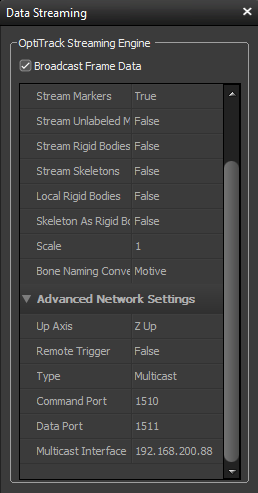 Data Streaming
OptiTrack Streaming Engine
Broadcast Frame Data
Stream Markers True
Stream Unlabeled M False
Stream Rigid Bodies False
Stream Skeletons False
Local Rigid Bodies False
Skeleton As Rigid Bo False
Scale 1
Bone Naming Conve Motive
Advanced Network Settings
Up Axis Z Up
Remote Trigger False
Type Multicast
Command Port 1510
Data Port 1511
Multicast Interface 192.168.200.88